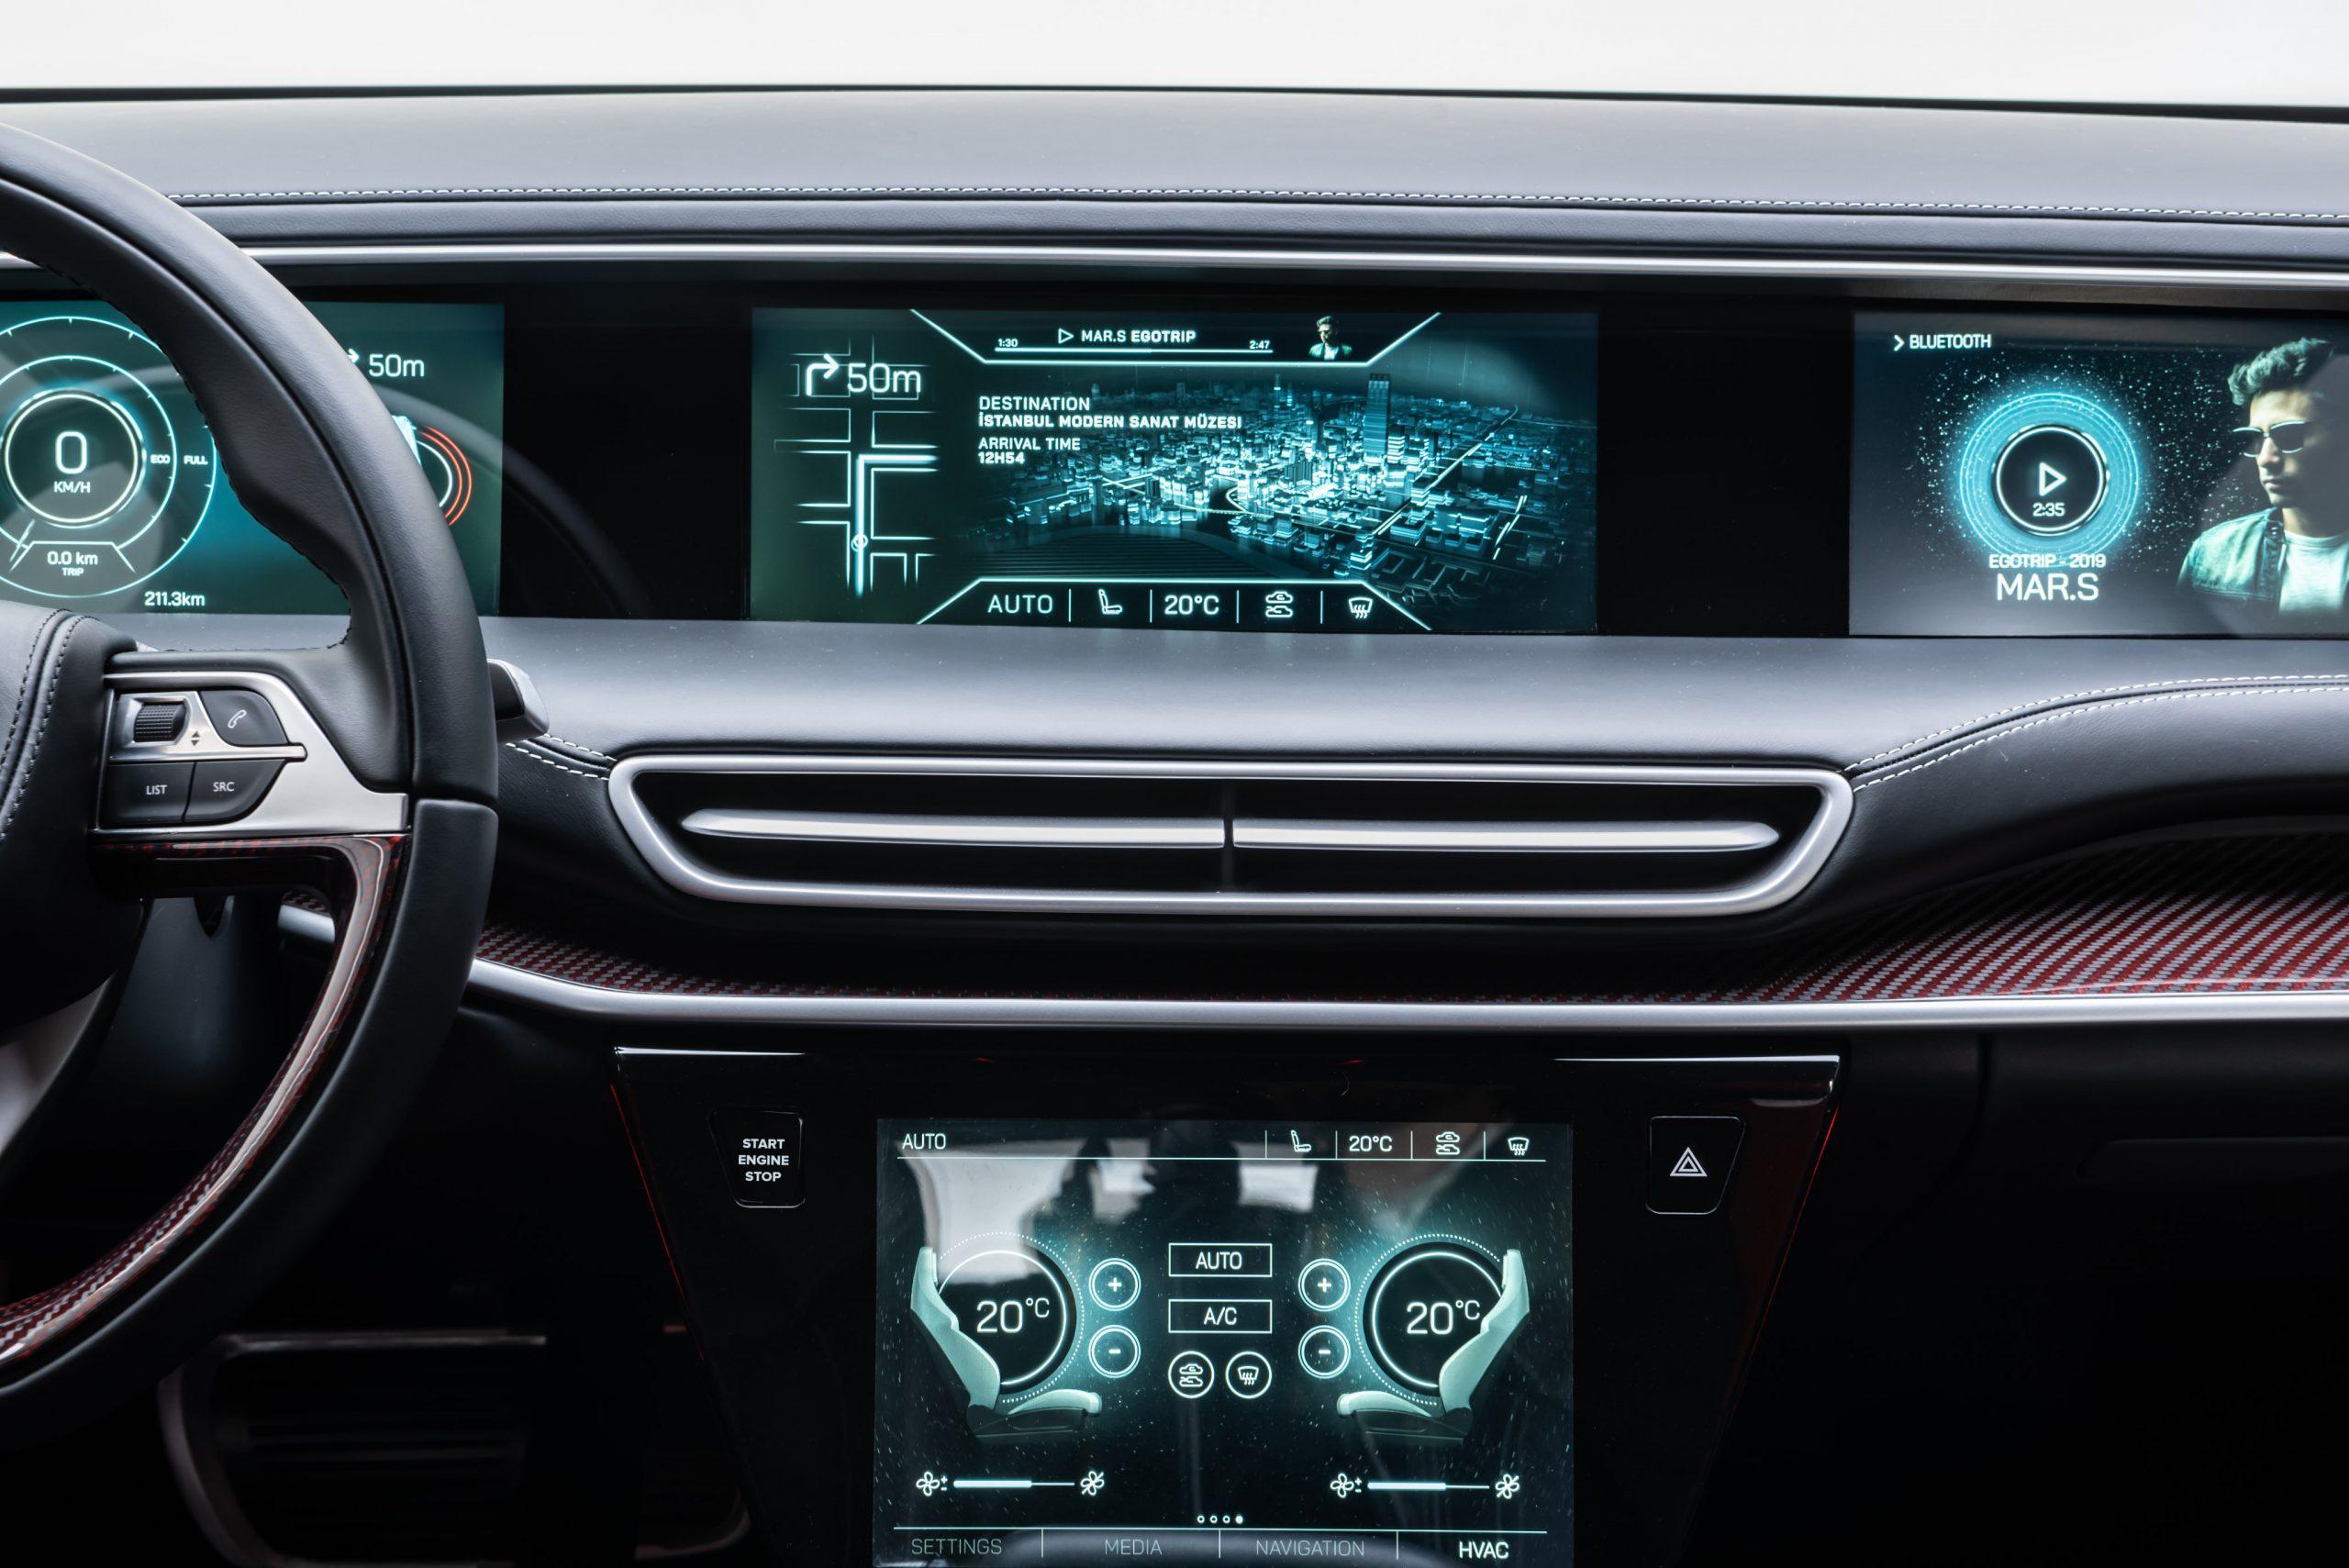 50m
0
KM/H
ECO
FULL
0.0 km
TRIP
211.3km
1:30
MAR.S EGOTRIP
2:47
50m
DESTINATION
İSTANBUL MODERN SANAT MÜZESI
ARRIVAL TIME
12H54
AUTO
20°C
BLUETOOTH
2:35
EGOTRIP - 2019
MAR.S
LIST
SRC
START
ENGINE
STOP
AUTO
20°C
20°C
AUTO
A/C
20°C
SETTINGS
MEDIA
NAVIGATION
HVAC